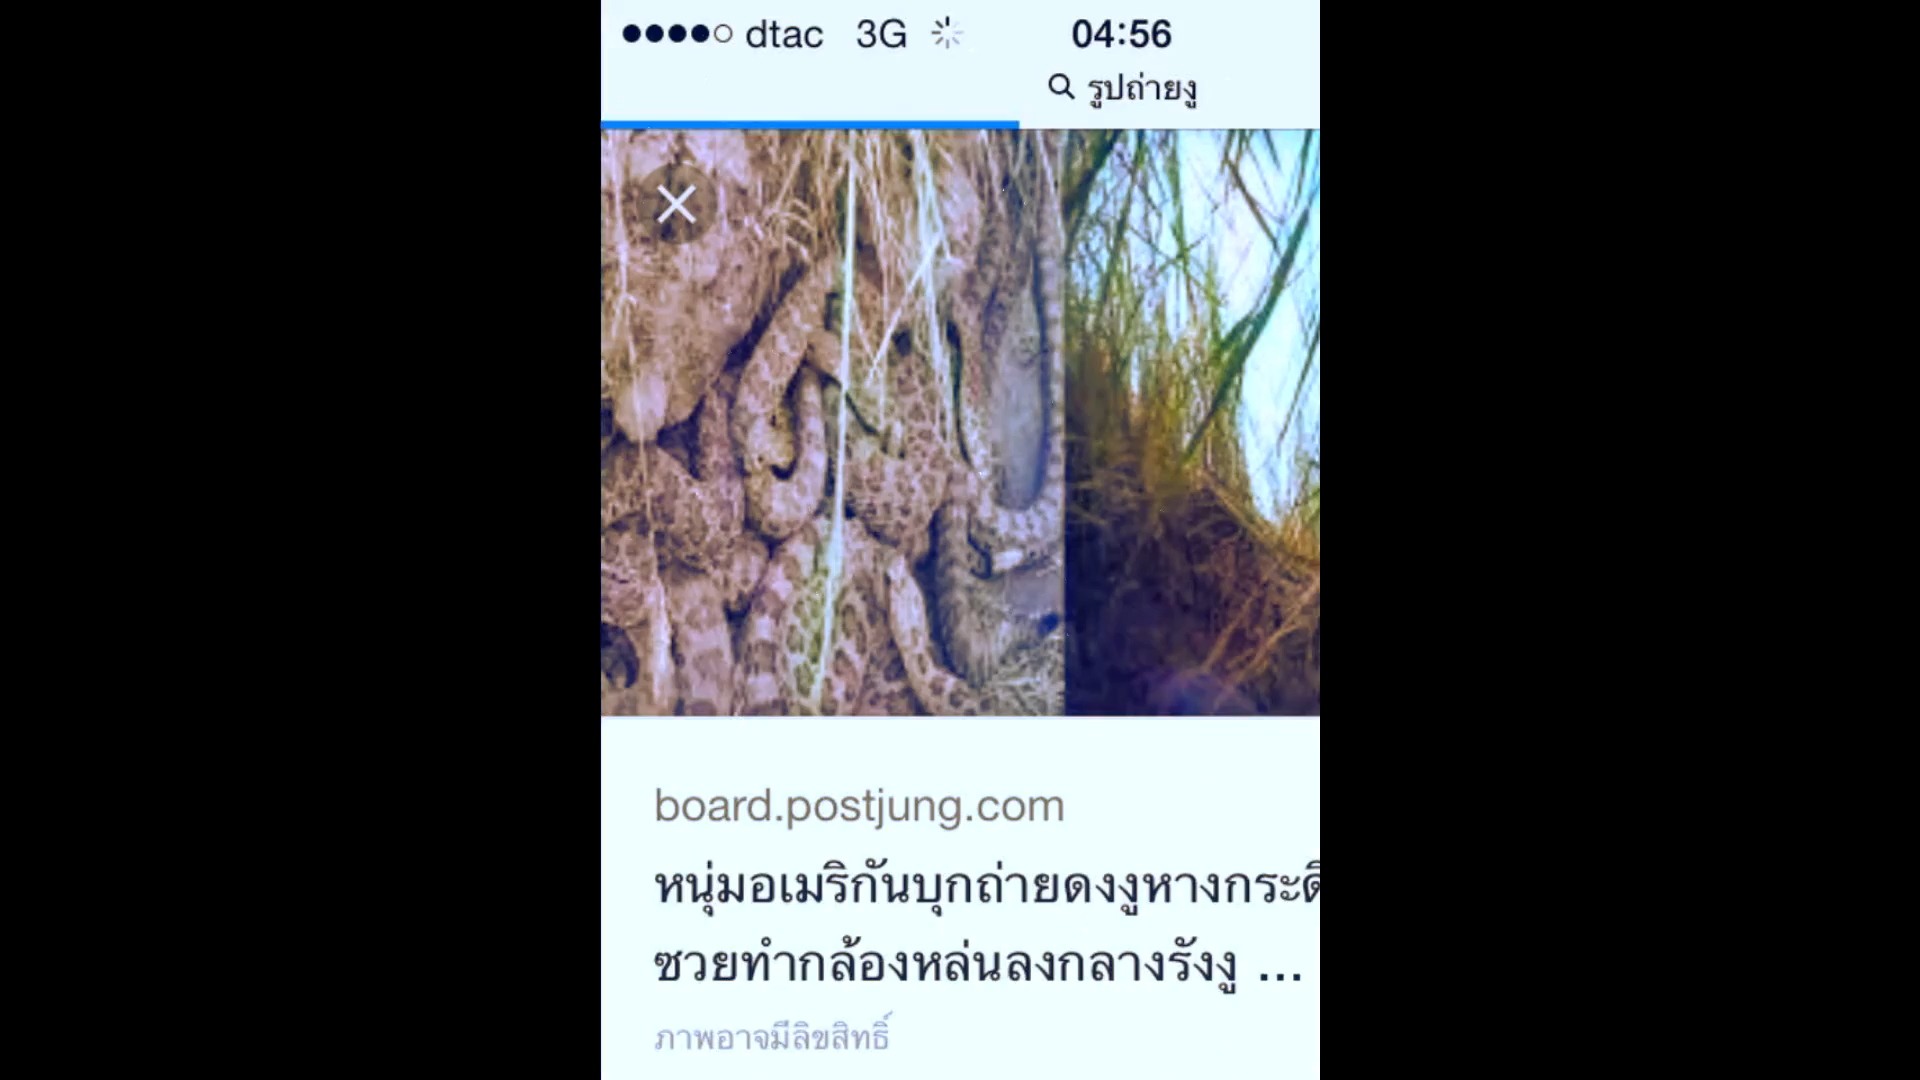 dtac 3G 04:56
รูปถ่ายงู
board.postjung.com
หนุ่มอเมริกันบุกถ่ายดงงูหางกระดิ
ซวยทำกล้องหล่นลงกลางรังงู ...
ภาพอาจมีลิขสิทธิ์